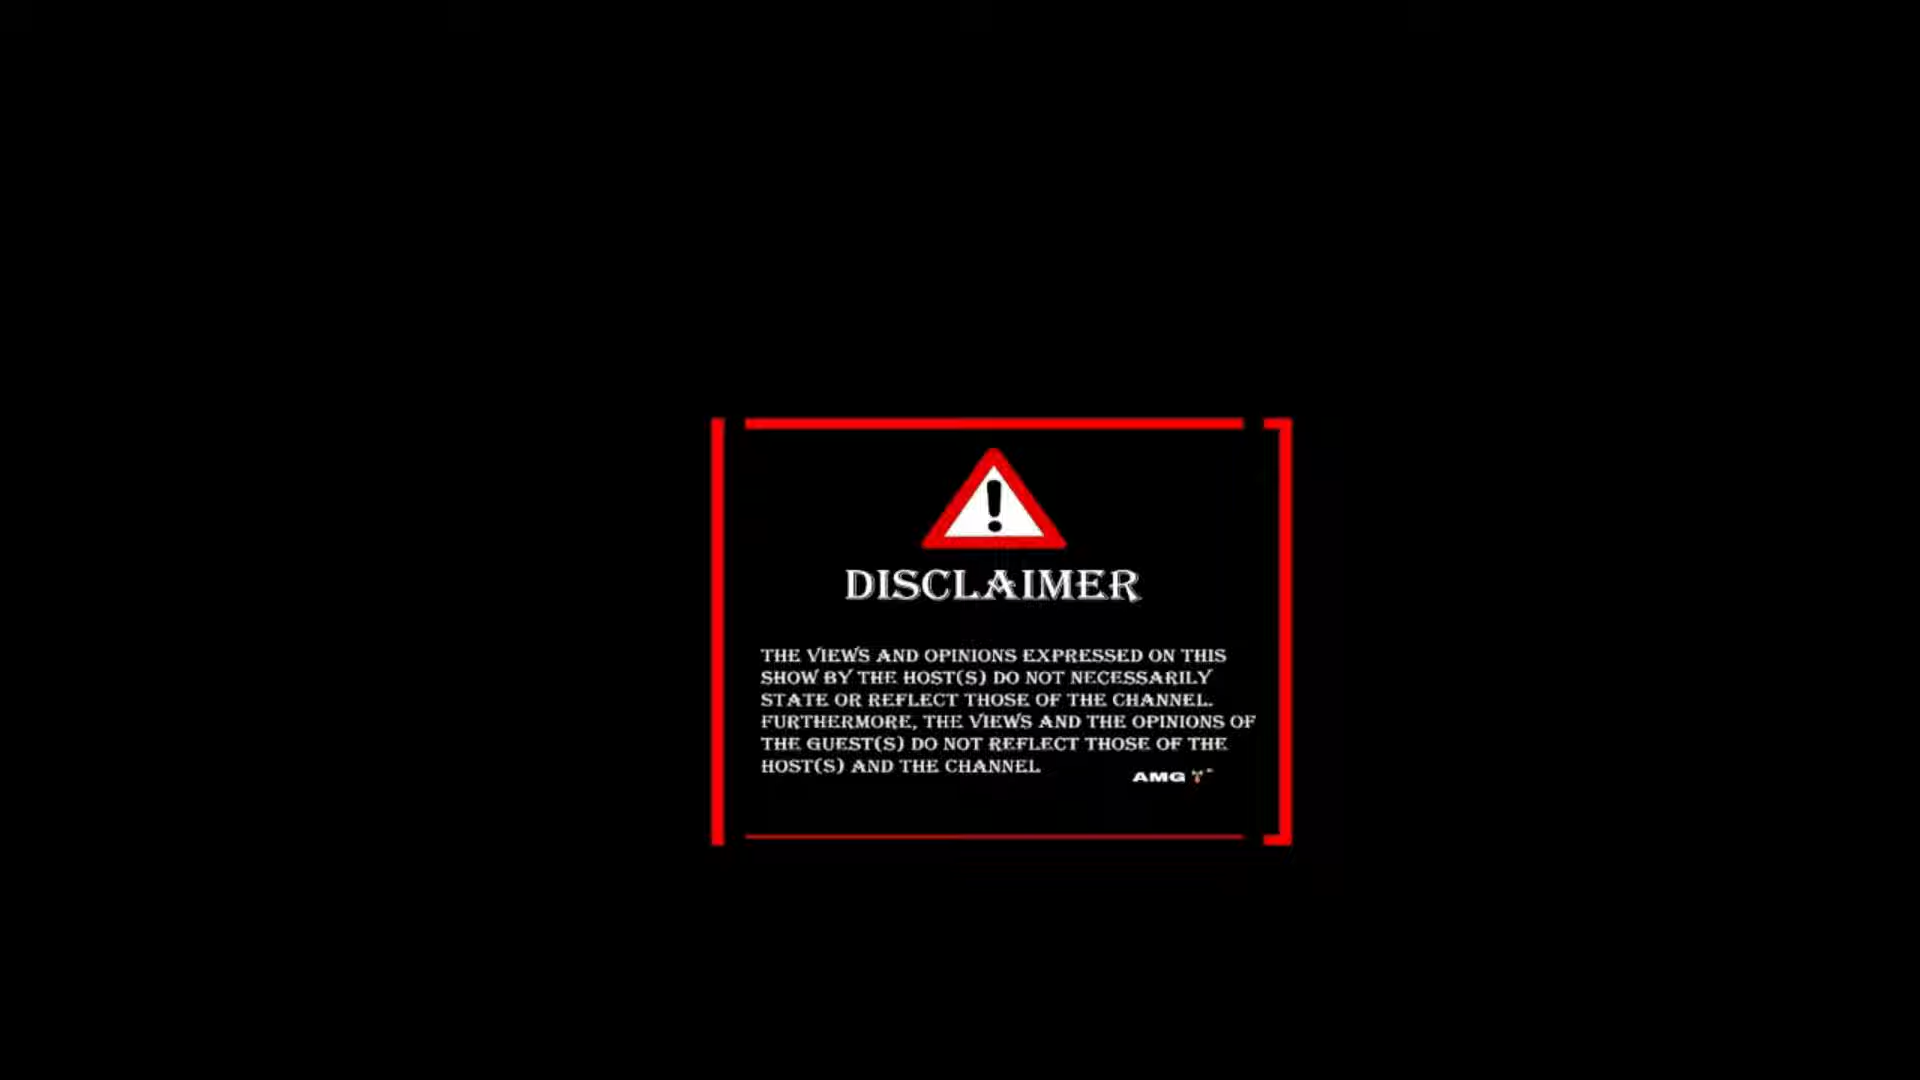 DISCLAIMER
THE VIEWS AND OPINIONS EXPRESSED ON THIS
SHOW BY THE HOST(S) DO NOT NECESSARILY
STATE OR REFLECT THOSE OF THE CHANNEL.
FURTHERMORE, THE VIEWS AND THE OPINIONS OF
THE GUEST(S) DO NOT REFLECT THOSE OF THE
HOST(S) AND THE CHANNEL
AMG